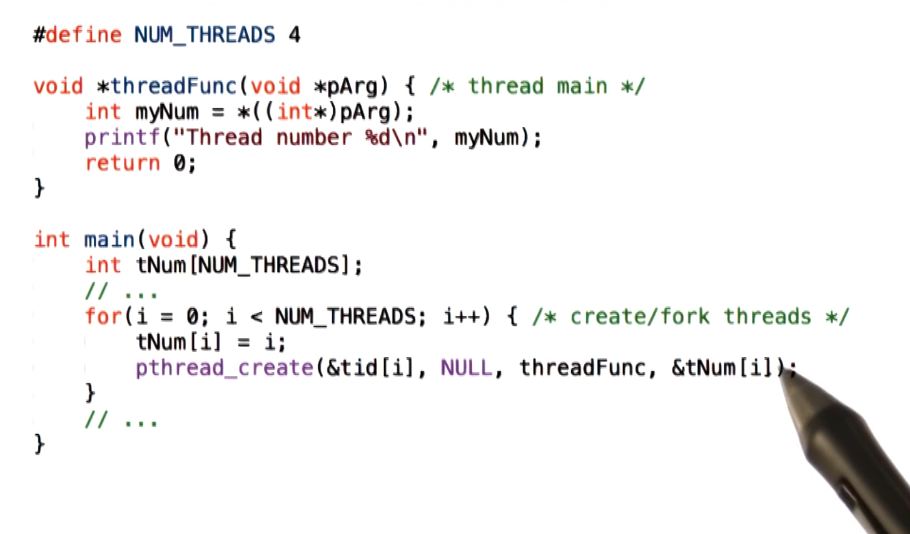 #define NUM_THREADS 4
void *threadFunc(void *pArg) { /* thread main */
int myNum = *((int*)pArg);
printf("Thread number %d\n", myNum);
return 0;
}
int main(void) {
int tNum[NUM_THREADS];
// ...
for(i = 0; i < NUM_THREADS; i++) { /* create/fork threads */
tNum[i] = i;
pthread_create(&tid[i], NULL, threadFunc, &tNum[i]);
}
// ...
}